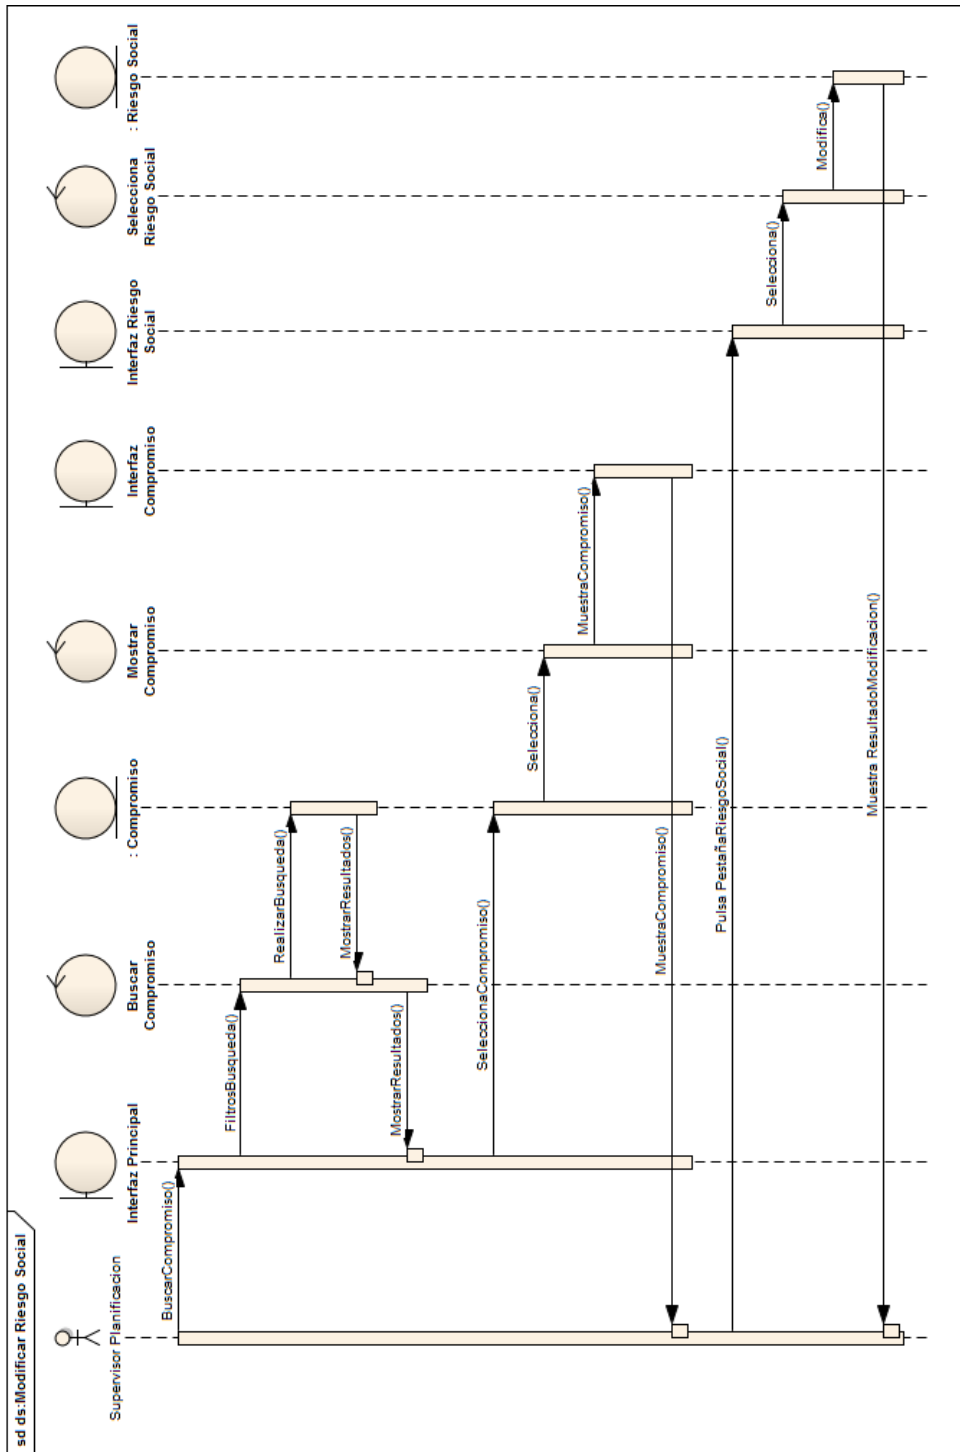 sd ds:Modificar Riesgo Social
Supervisor Planificacion
Interfaz Principal
Buscar
Compromiso
: Compromiso
Mostrar
Compromiso
Interfaz
Compromiso
Interfaz Riesgo
Social
Selecciona
Riesgo Social
: Riesgo Social
BuscarCompromiso()
FiltrosBusqueda()
RealizarBusqueda()
MostrarResultados()
MostrarResultados()
SeleccionaCompromiso()
Selecciona()
MuestraCompromiso()
MuestraCompromiso()
Pulsa PestañaRiesgoSocial()
Selecciona()
Modifica()
Muestra ResultadoModificacion()